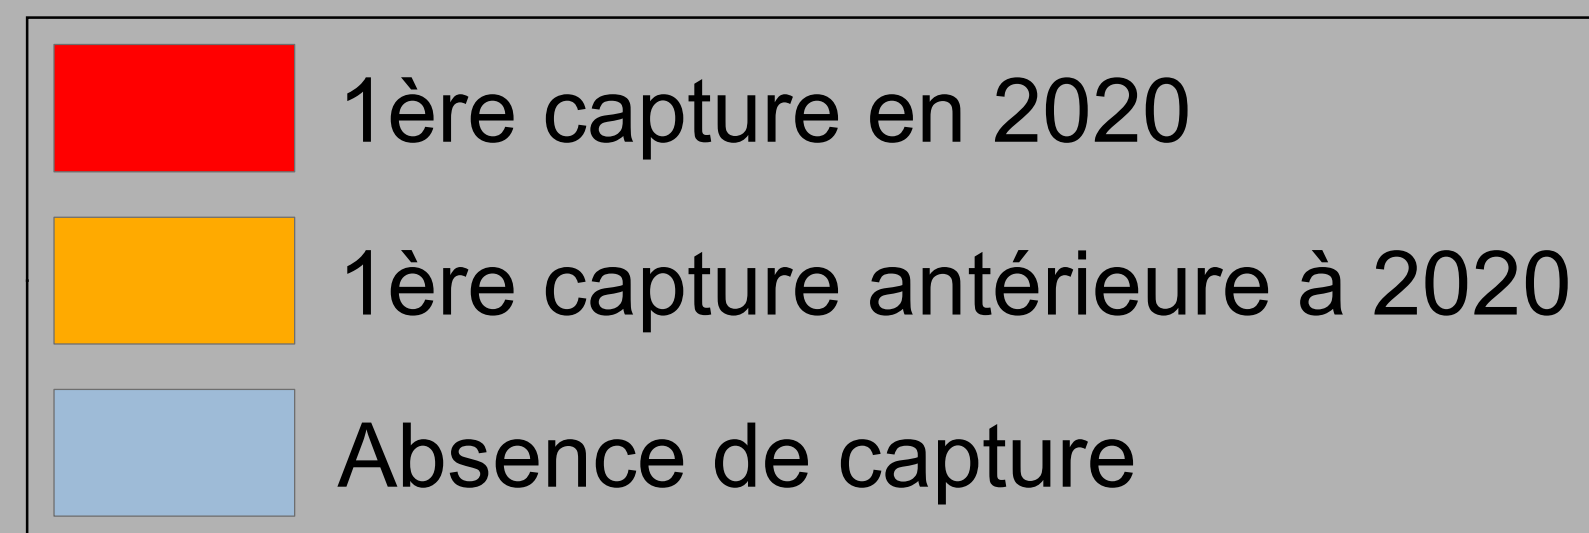 1ère capture en 2020
1ère capture antérieure à 2020
Absence de capture